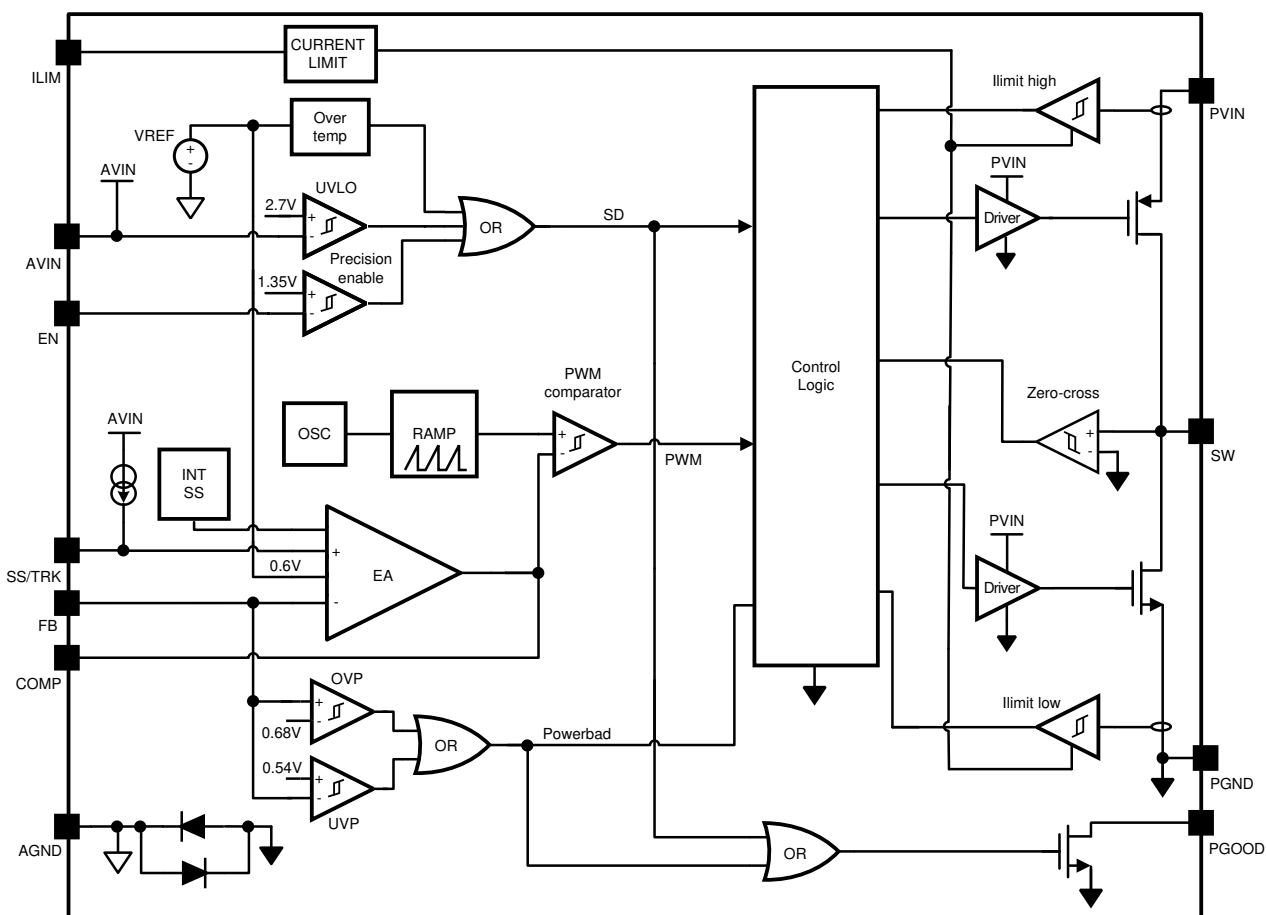 CURRENT
LIMIT
ILIM
Ilimit high
PVIN
Over
temp
VREF
+
-
AVIN
UVLO
2.7V
+
-
OR
SD
PVIN
Driver
AVIN
Precision
enable
1.35V
+
-
EN
Control
Logic
PWM
comparator
Zero-cross
AVIN
OSC
RAMP
+
-
PWM
+
-
SW
INT
SS
PVIN
SS/TRK
+
0.6V
EA
Driver
FB
-
COMP
OVP
+
-
0.68V
Ilimit low
OR
Powerbad
0.54V
+
-
UVP
PGND
AGND
OR
PGOOD